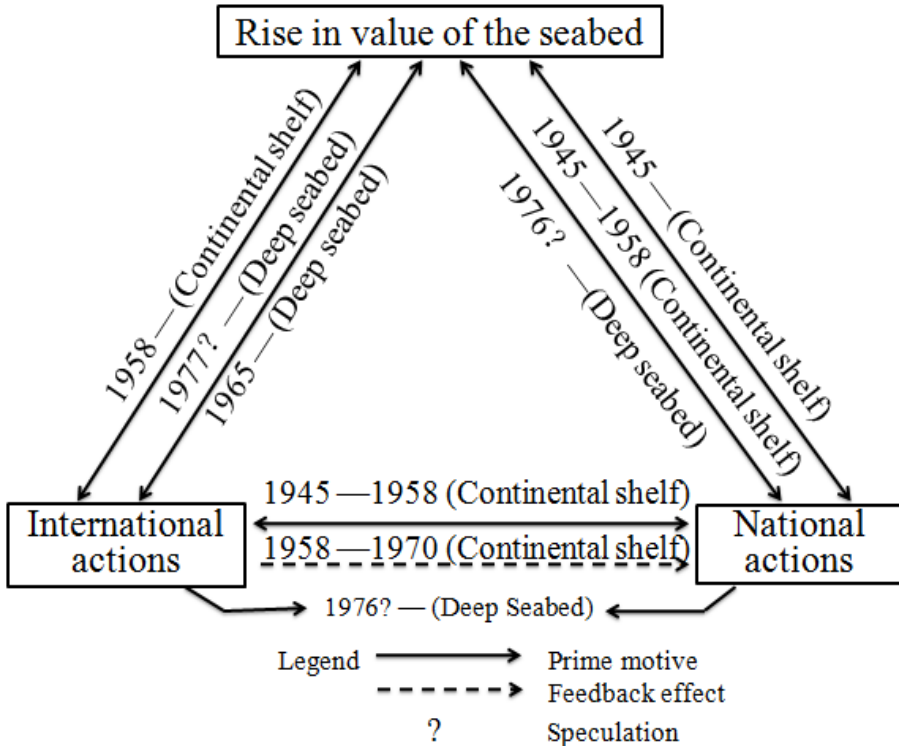 Rise in value of the seabed
1958 — (Continental shelf)
1977? — (Deep seabed)
1965 — (Deep seabed)
1976? — (Deep seabed)
1945 — 1958 (Continental shelf)
1945 — (Continental shelf)
International
actions
1945 — 1958 (Continental shelf)
1958 — 1970 (Continental shelf)
National
actions
1976? — (Deep Seabed)
Legend
Prime motive
Feedback effect
? Speculation